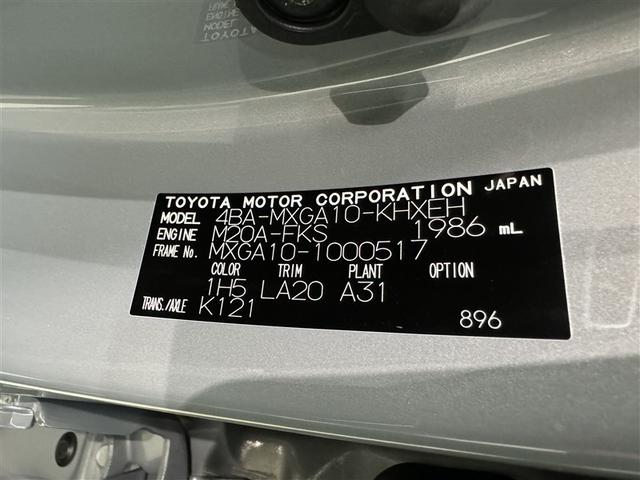 TOYOTA MOTOR CORPORATION JAPAN
MODEL 4BA-MXGA10-KHXEH
ENGINE M20A-FKS 1986 mL
FRAME No. MXGA10-1000517
COLOR TRIM PLANT OPTION
1H5 LA20 A31
TRANS./AXLE K121
896